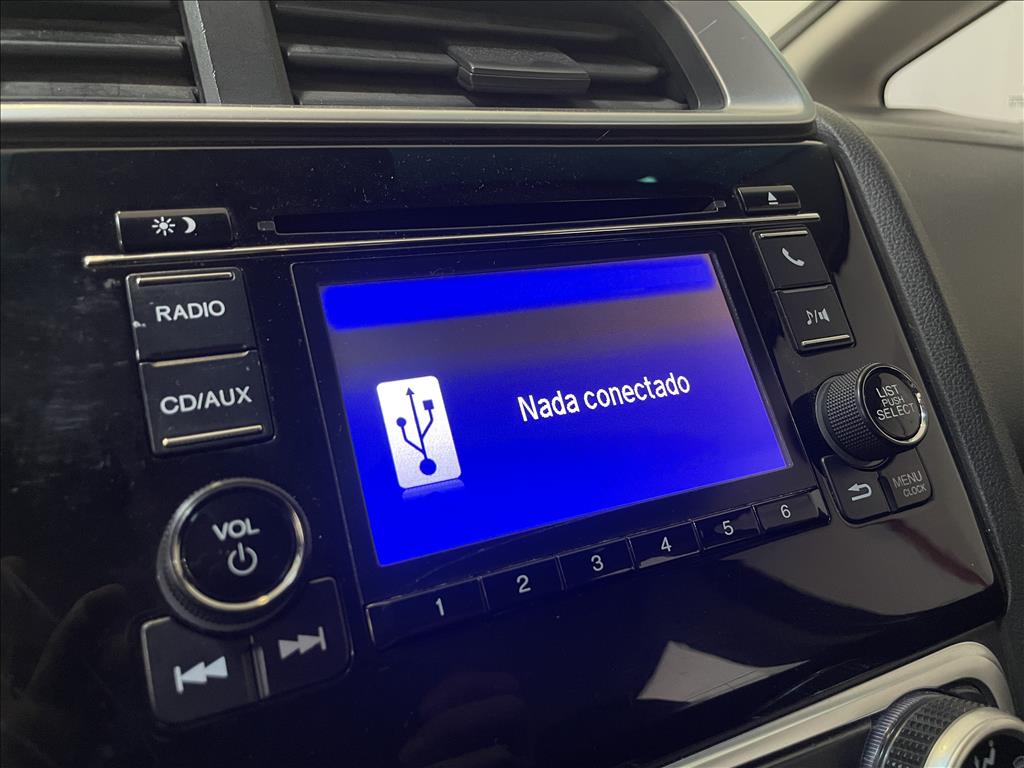 RADIO
CD/AUX
VOL
Nada conectado
LIST
PUSH
SELECT
MENU
CLOCK
1 2 3 4 5 6